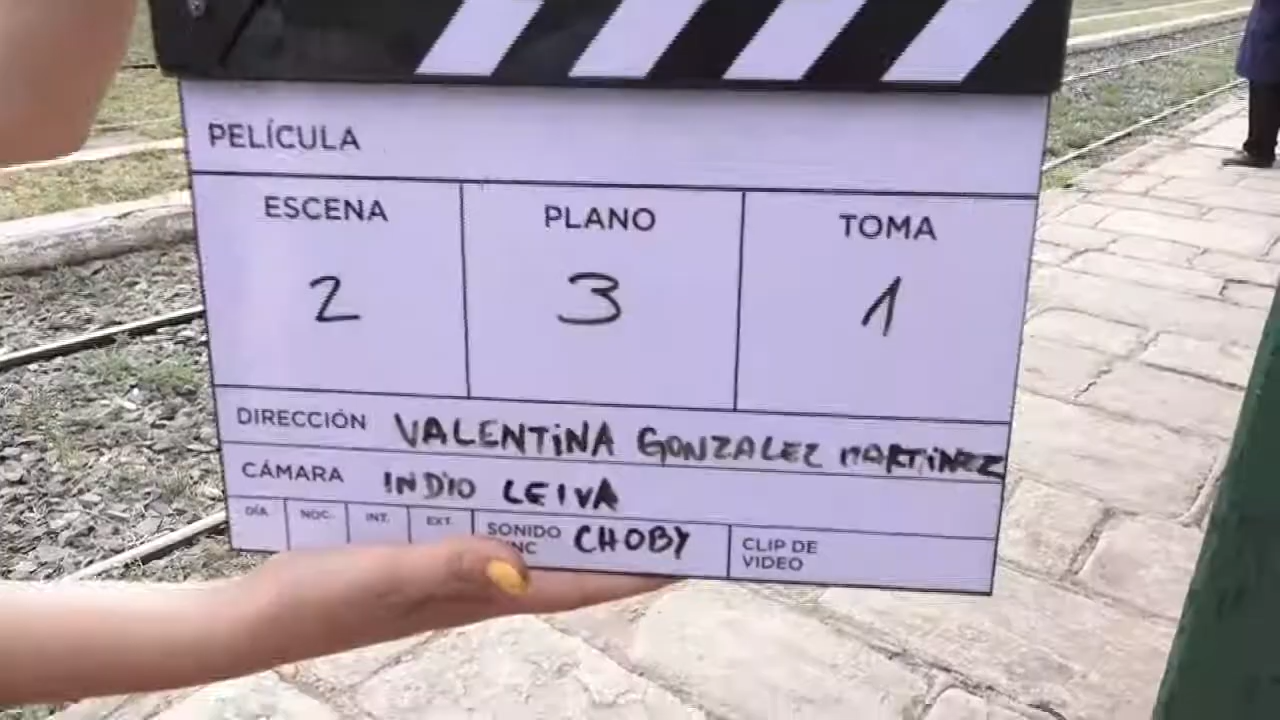 PELÍCULA
ESCENA PLANO TOMA
2 3 1
DIRECCIÓN VALENTINA GONZALEZ MARTINEZ
CÁMARA INDIO LEIVA
DÍA NOC. INT. EXT. SONIDO CHOBY CLIP DE
VIDEO